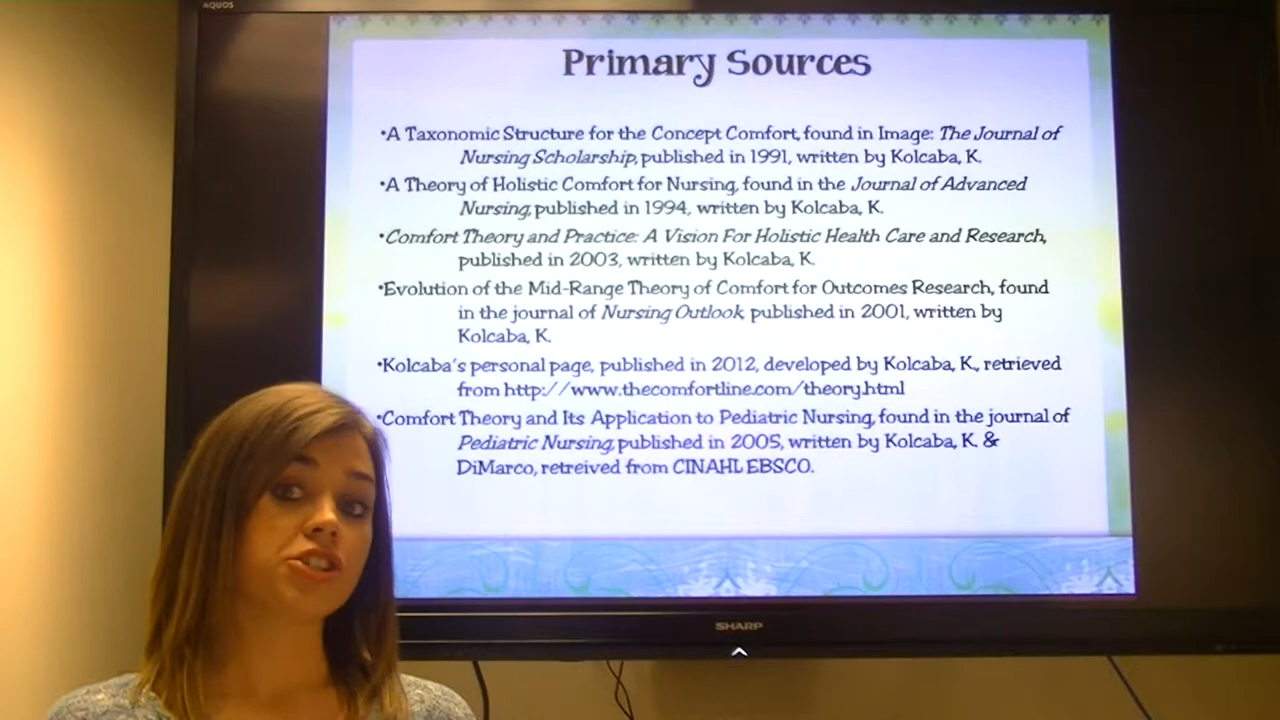 AQUOS
Primary Sources
•A Taxonomic Structure for the Concept Comfort, found in Image: The Journal of
Nursing Scholarship, published in 1991, written by Kolcaba, K.
•A Theory of Holistic Comfort for Nursing, found in the Journal of Advanced
Nursing, published in 1994, written by Kolcaba, K.
•Comfort Theory and Practice: A Vision For Holistic Health Care and Research,
published in 2003, written by Kolcaba, K.
•Evolution of the Mid-Range Theory of Comfort for Outcomes Research, found
in the journal of Nursing Outlook, published in 2001, written by
Kolcaba, K.
•Kolcaba's personal page, published in 2012, developed by Kolcaba, K., retrieved
from http://www.thecomfortline.com/theory.html
•Comfort Theory and Its Application to Pediatric Nursing, found in the journal of
Pediatric Nursing, published in 2005, written by Kolcaba, K. &
DiMarco, retreived from CINAHL EBSCO.
SHARP